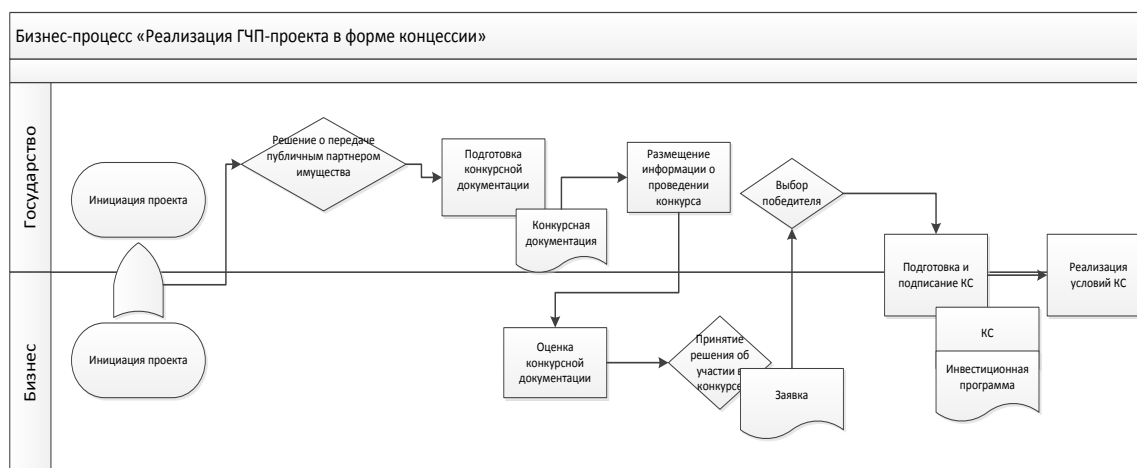 Бизнес-процесс «Реализация ГЧП-проекта в форме концессии»
Государство
Инициация проекта
Решение о передаче
публичным партнером
имущества
Подготовка
конкурсной
документации
Конкурсная
документация
Размещение
информации о
проведении
конкурса
Выбор
победителя
Подготовка и
подписание КС
Реализация
условий КС
Бизнес
Инициация проекта
Оценка
конкурсной
документации
Принятие
решения об
участии в
конкурсе
Заявка
КС
Инвестиционная
программа